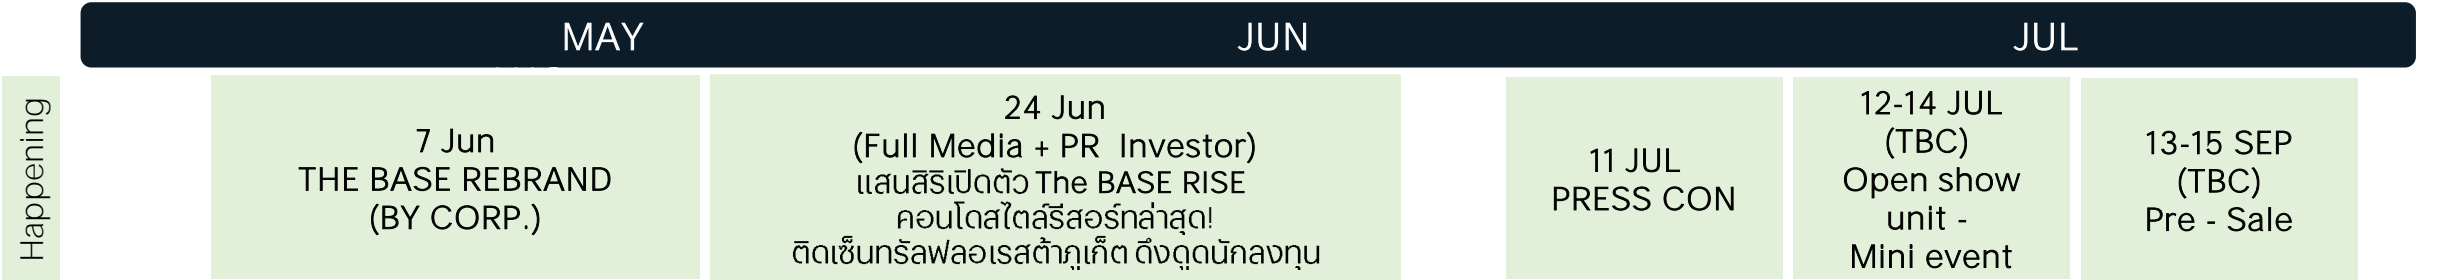 MAY
JUN
JUL
Happening
7 Jun
THE BASE REBRAND
(BY CORP.)
24 Jun
(Full Media + PR  Investor)
แสนสิริเปิดตัว The BASE RISE
คอนโดสไตล์รีสอร์ทล่าสุด!
ติดเซ็นทรัลฟลอเรสต้าภูเก็ต ดึงดูดนักลงทุน
11 JUL
PRESS CON
12-14 JUL
(TBC)
Open show
unit -
Mini event
13-15 SEP
(TBC)
Pre - Sale